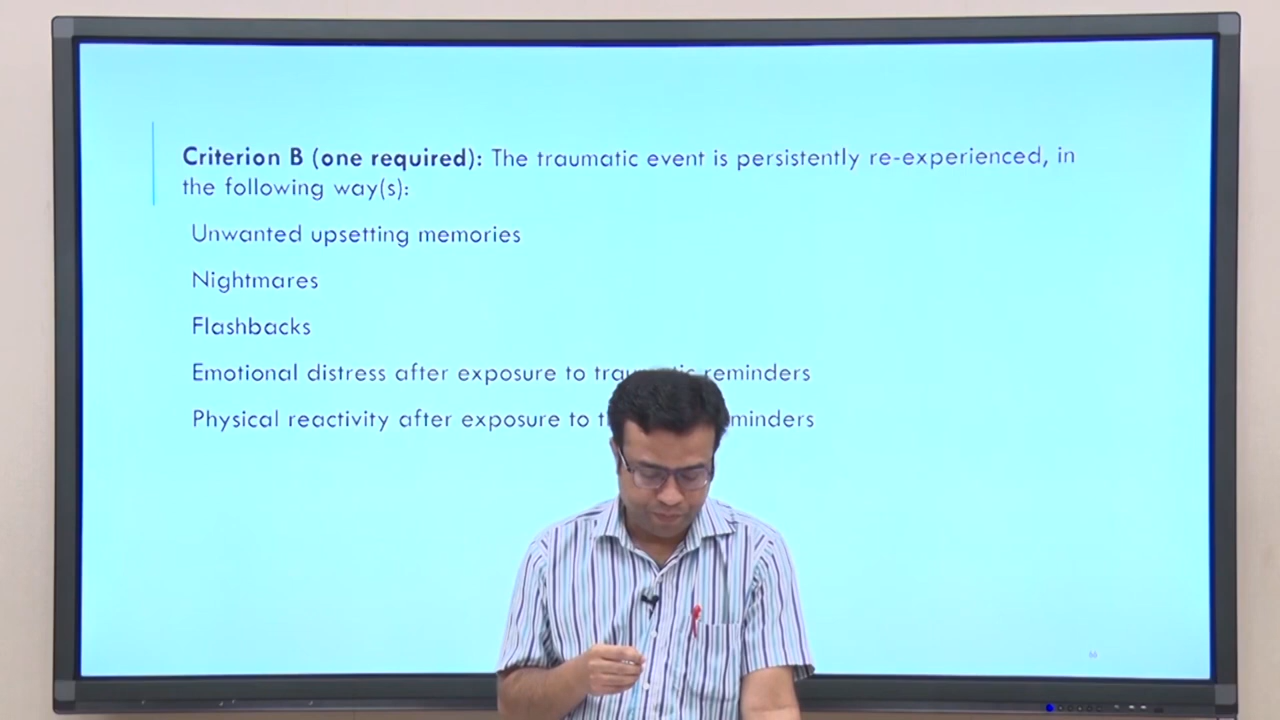 Criterion B (one required): The traumatic event is persistently re-experienced, in
the following way(s):
Unwanted upsetting memories
Nightmares
Flashbacks
Emotional distress after exposure to reminders
Physical reactivity after exposure to
66